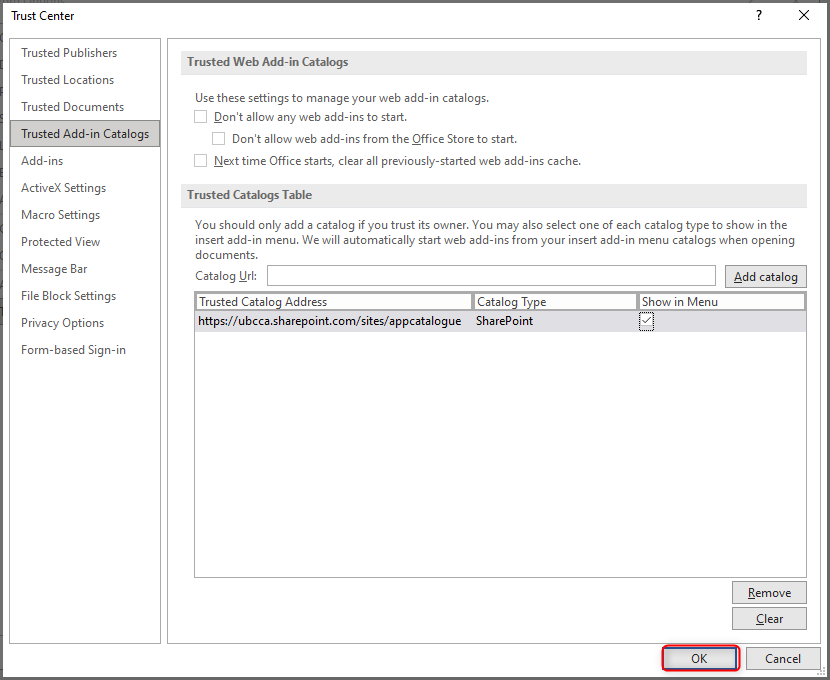 Trust Center
?
Trusted Publishers
Trusted Locations
Trusted Documents
Trusted Add-in Catalogs
Add-ins
ActiveX Settings
Macro Settings
Protected View
Message Bar
File Block Settings
Privacy Options
Form-based Sign-in
Trusted Web Add-in Catalogs
Use these settings to manage your web add-in catalogs.
Don't allow any web add-ins to start.
Don't allow web add-ins from the Office Store to start.
Next time Office starts, clear all previously-started web add-ins cache.
Trusted Catalogs Table
You should only add a catalog if you trust its owner. You may also select one of each catalog type to show in the
insert add-in menu. We will automatically start web add-ins from your insert add-in menu catalogs when opening
documents.
Catalog Url:
Add catalog
Trusted Catalog Address Catalog Type Show in Menu
https://ubcca.sharepoint.com/sites/appcatalogue SharePoint
Remove
Clear
OK Cancel